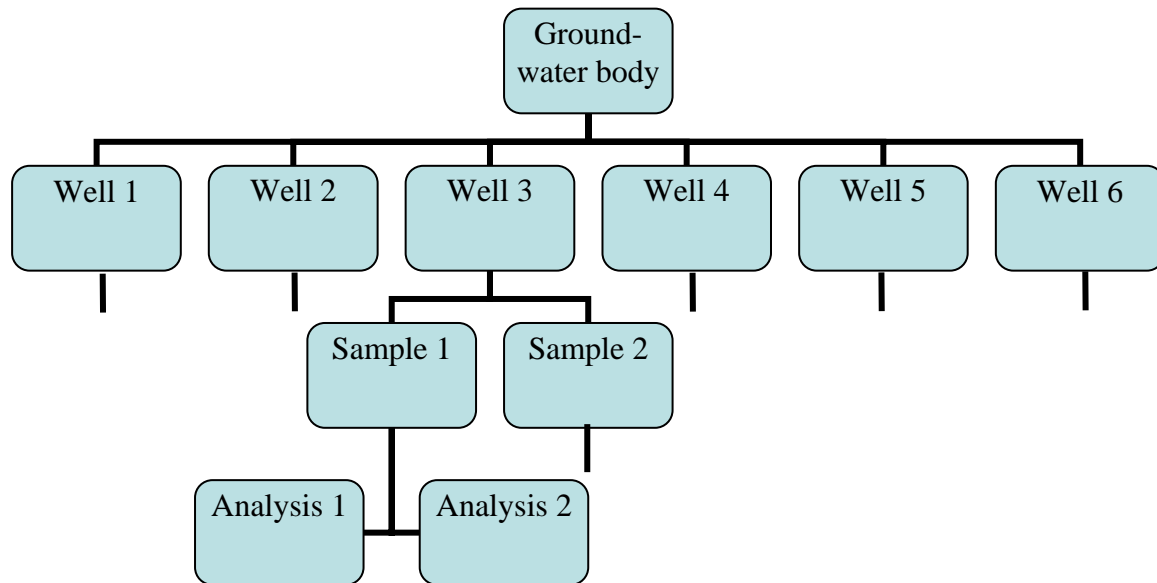 Ground-
water body
Well 1
Well 2
Well 3
Well 4
Well 5
Well 6
Sample 1
Sample 2
Analysis 1
Analysis 2